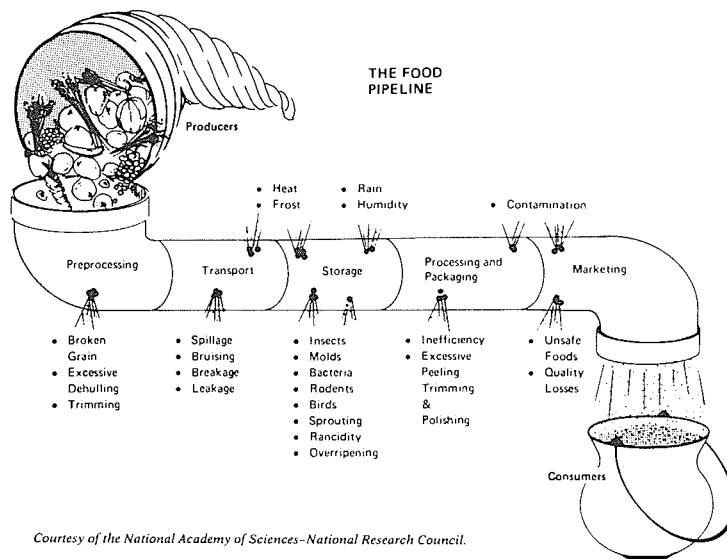 THE FOOD
PIPELINE
Producers
• Heat
• Frost
• Rain
• Humidity
• Contamination
Preprocessing
Transport
Storage
Processing and
Packaging
Marketing
• Broken
Grain
• Excessive
Dehulling
• Trimming
• Spillage
• Bruising
• Breakage
• Leakage
• Insects
• Molds
• Bacteria
• Rodents
• Birds
• Sprouting
• Rancidity
• Overripening
• Inefficiency
• Excessive
Peeling
Trimming
&
Polishing
• Unsafe
Foods
• Quality
Losses
Consumers
Courtesy of the National Academy of Sciences–National Research Council.